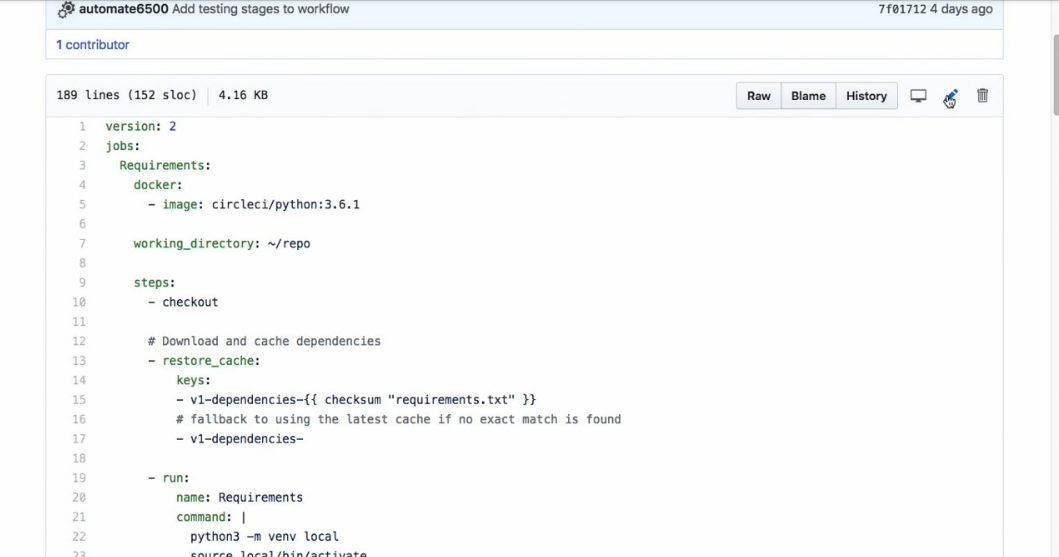 automate6500 Add testing stages to workflow 7f01712 4 days ago
1 contributor
189 lines (152 sloc) 4.16 KB Raw Blame History
1 version: 2
2 jobs:
3 Requirements:
4 docker:
5 - image: circleci/python:3.6.1
6
7 working_directory: ~/repo
8
9 steps:
10 - checkout
11
12 # Download and cache dependencies
13 - restore_cache:
14 keys:
15 - v1-dependencies-{{ checksum "requirements.txt" }}
16 # fallback to using the latest cache if no exact match is found
17 - v1-dependencies-
18
19 - run:
20 name: Requirements
21 command: |
22 python3 -m venv local
23 source local/bin/activate